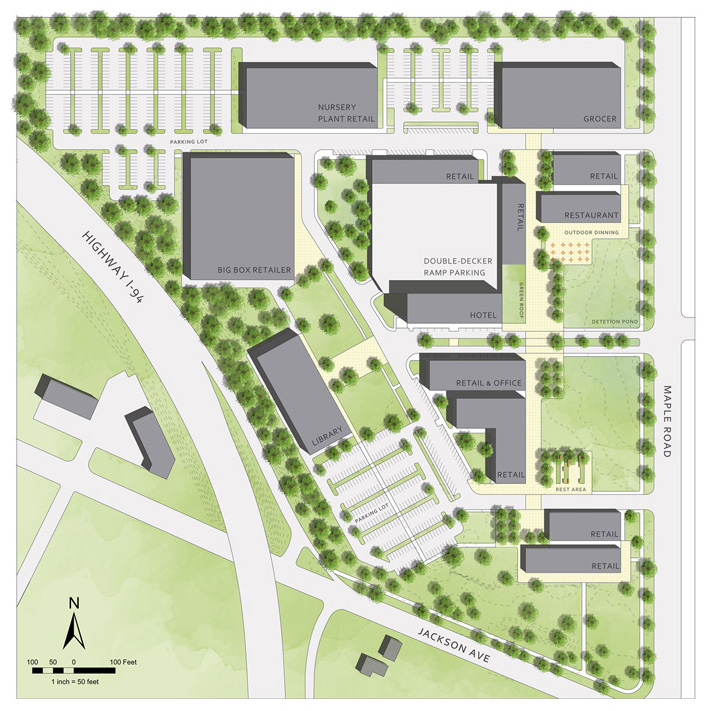 NURSERY
PLANT RETAIL
GROCER
PARKING LOT
RETAIL
RETAIL
RETAIL
RESTAURANT
OUTDOOR DINNING
BIG BOX RETAILER
DOUBLE-DECKER
RAMP PARKING
HIGHWAY I-94
GREEN ROOF
HOTEL
DETETION POND
RETAIL & OFFICE
MAPLE ROAD
LIBRARY
RETAIL
REST AREA
PARKING LOT
RETAIL
RETAIL
N
JACKSON AVE
100 50 0 100 Feet
1 inch = 50 feet